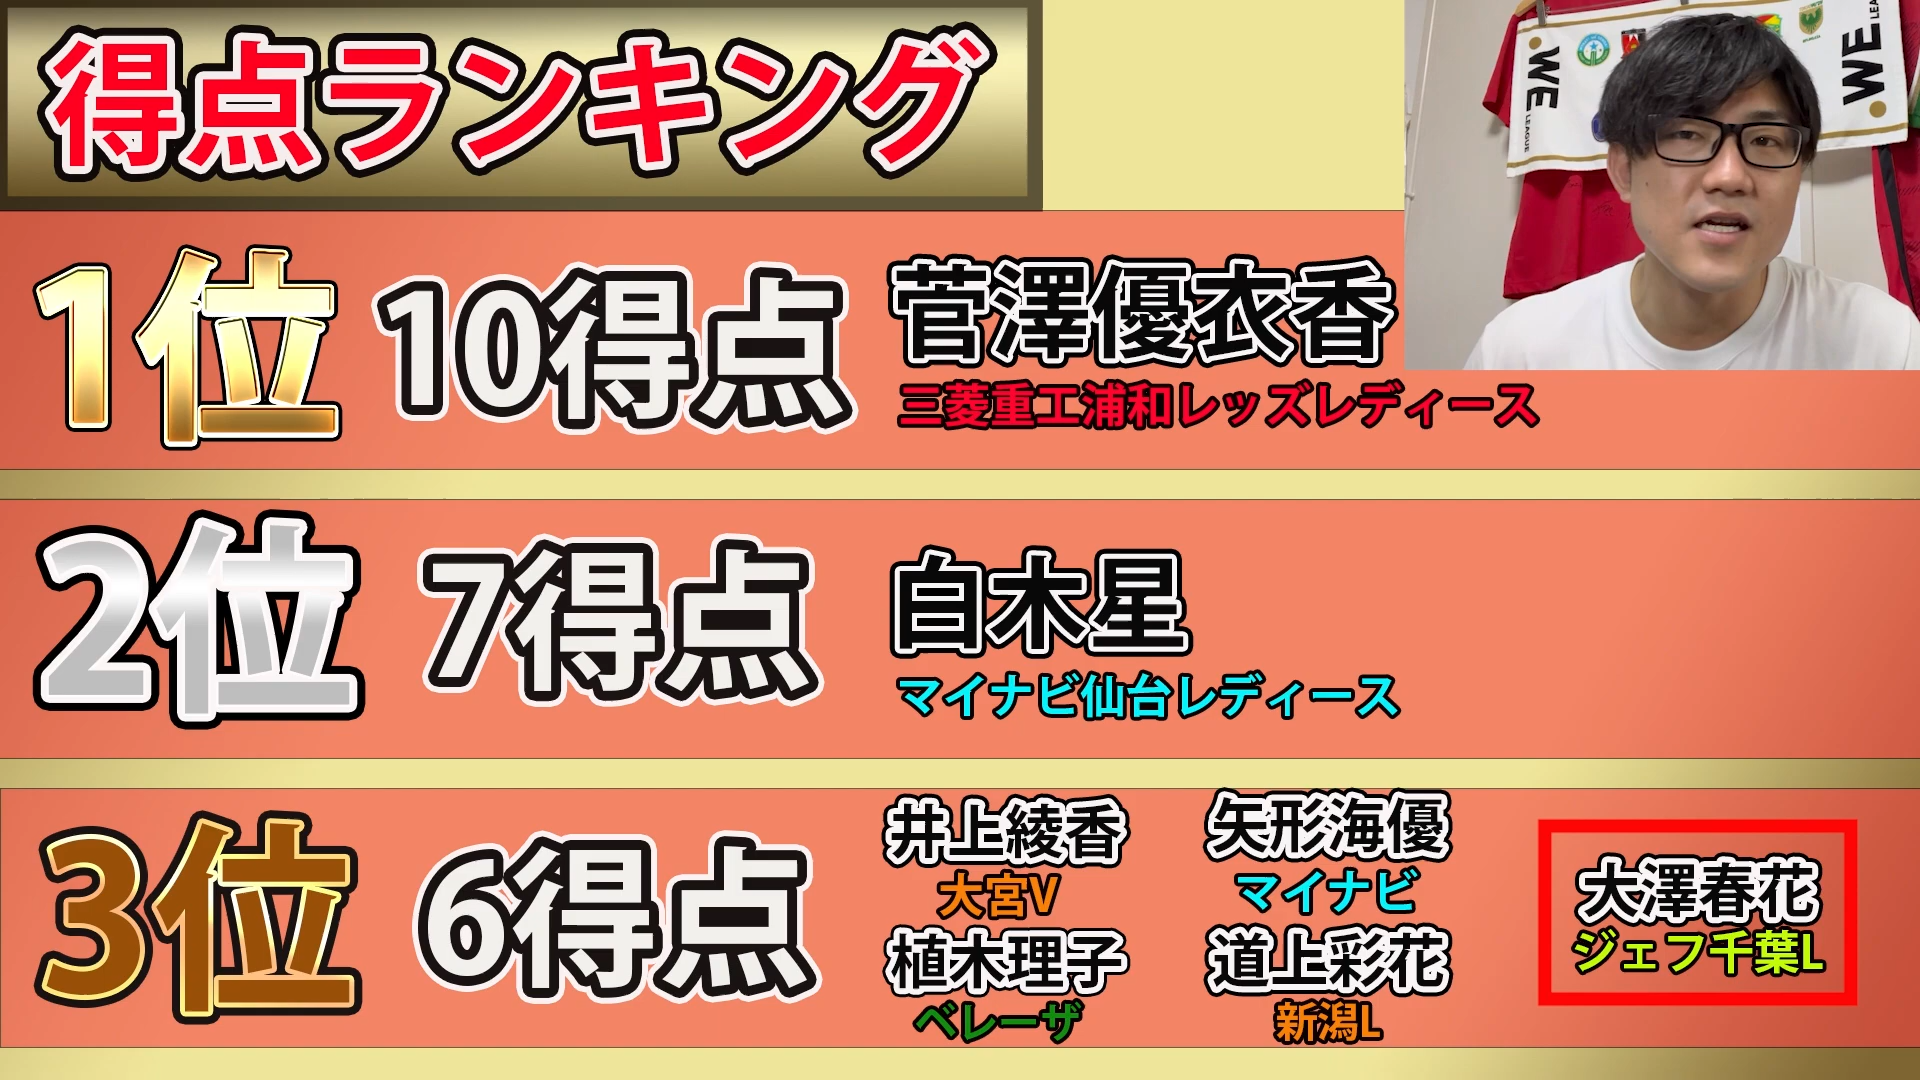 得点ランキング
1位 10得点 菅澤優衣香
三菱重工浦和レッズレディース
2位 7得点 白木星
マイナビ仙台レディース
3位 6得点
井上綾香
大宮V
植木理子
ベレーザ
矢形海優
マイナビ
道上彩花
新潟L
大澤春花
ジェフ千葉L
WE LEAGUE
WE LEA